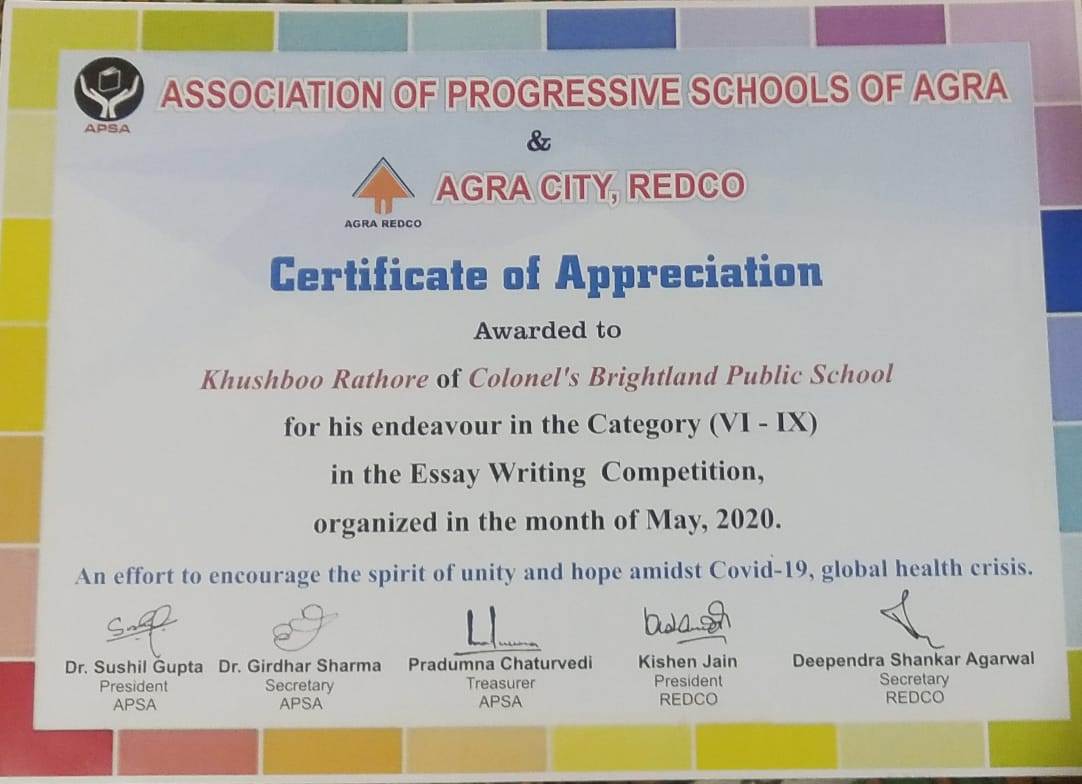 APSA
ASSOCIATION OF PROGRESSIVE SCHOOLS OF AGRA
&
AGRA REDCO
AGRA CITY, REDCO
Certificate of Appreciation
Awarded to
Khushboo Rathore of Colonel's Brightland Public School
for his endeavour in the Category (VI - IX)
in the Essay Writing Competition,
organized in the month of May, 2020.
An effort to encourage the spirit of unity and hope amidst Covid-19, global health crisis.
Dr. Sushil Gupta
President
APSA
Dr. Girdhar Sharma
Secretary
APSA
Pradumna Chaturvedi
Treasurer
APSA
Kishen Jain
President
REDCO
Deependra Shankar Agarwal
Secretary
REDCO